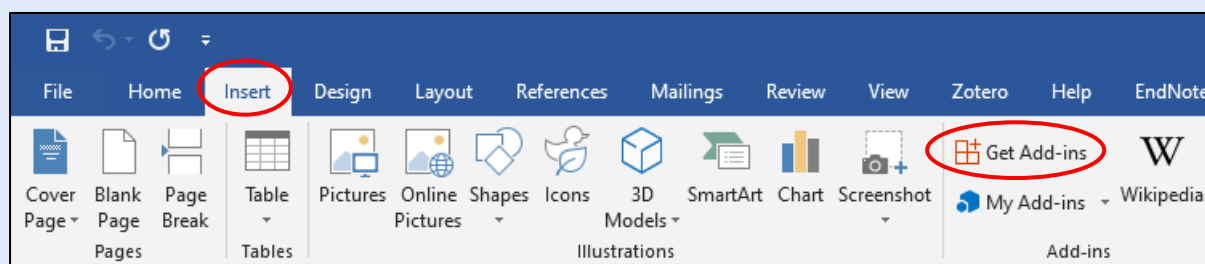 File Home Insert Design Layout References Mailings Review View Zotero Help EndNote
Get Add-ins
W
Cover Page
Blank Page
Page Break
Table
Pictures
Online Pictures
Shapes
Icons
3D Models
SmartArt
Chart
Screenshot
My Add-ins
Wikipedia
Pages
Tables
Illustrations
Add-ins